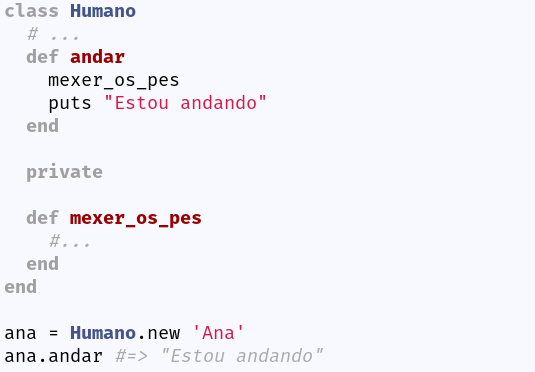 class Humano
  # ...
  def andar
    mexer_os_pes
    puts "Estou andando"
  end

  private

  def mexer_os_pes
    #...
  end
end

ana = Humano.new 'Ana'
ana.andar #=> "Estou andando"